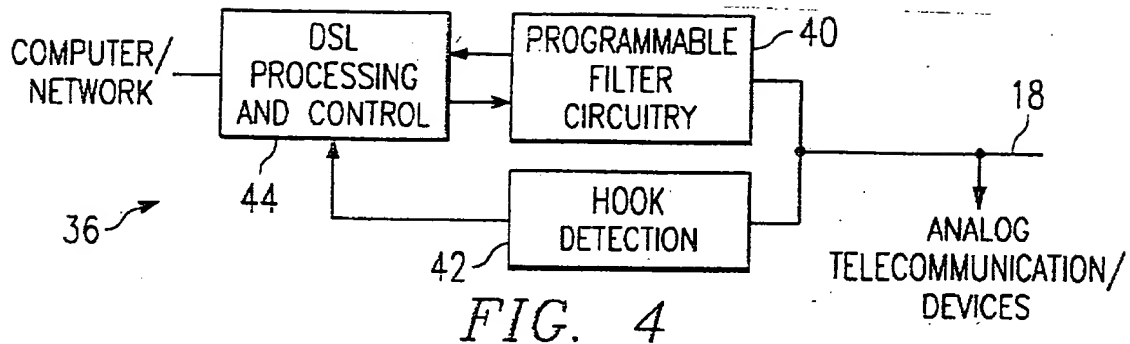 COMPUTER/
NETWORK
DSL
PROCESSING
AND CONTROL
44
PROGRAMMABLE
FILTER
CIRCUITRY
40
18
HOOK
DETECTION
42
36
ANALOG
TELECOMMUNICATION/
DEVICES
FIG. 4